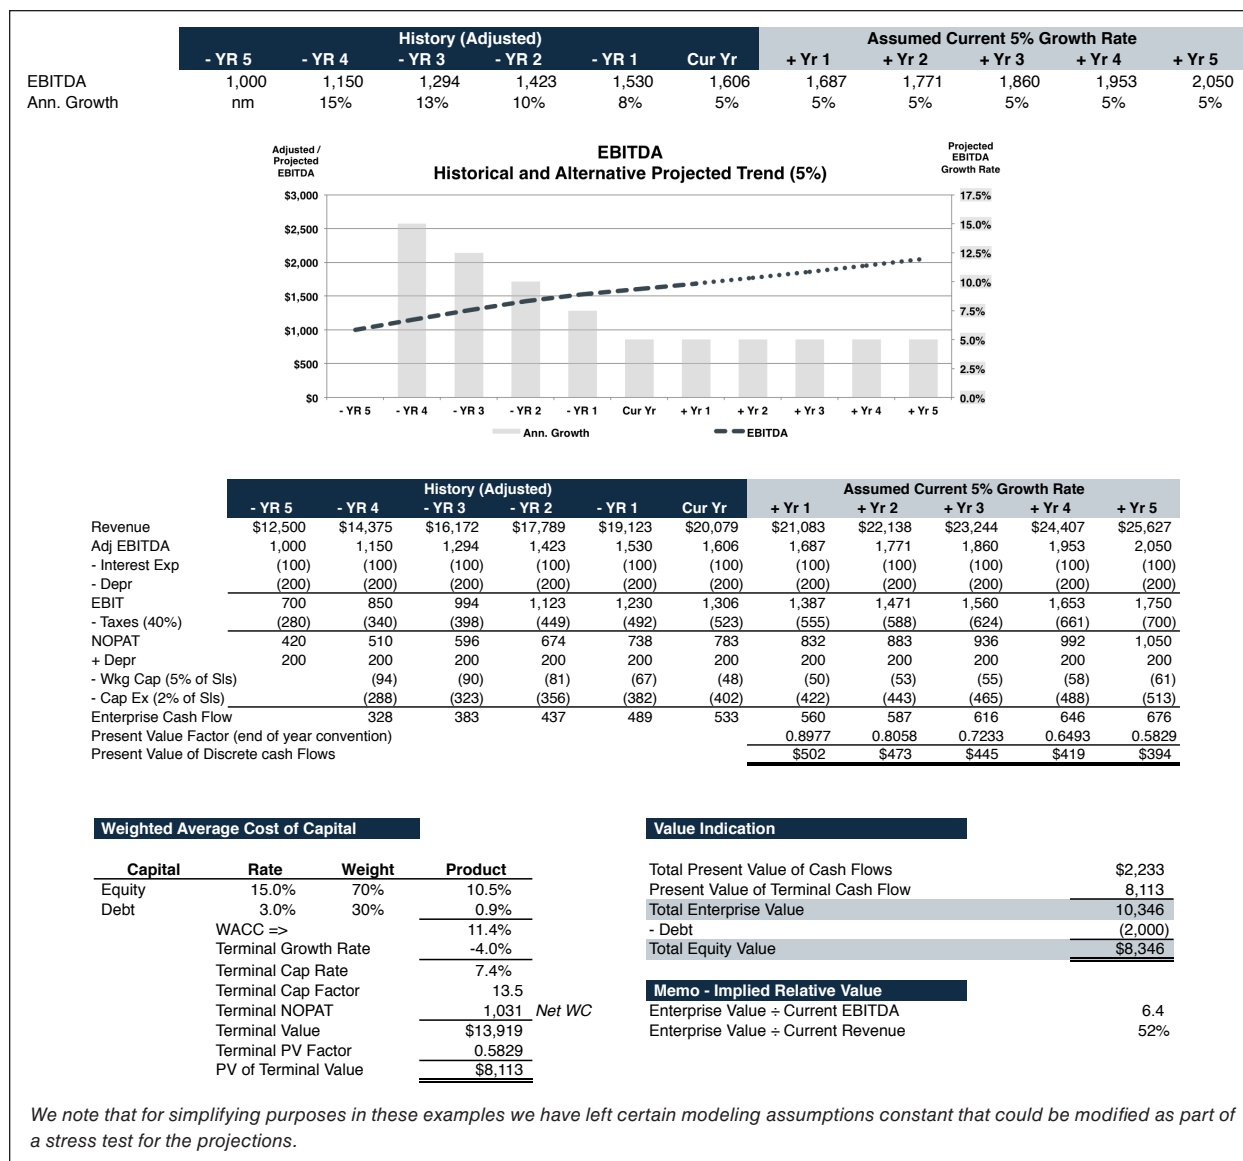 History (Adjusted) Assumed Current 5% Growth Rate
- YR 5 - YR 4 - YR 3 - YR 2 - YR 1 Cur Yr + Yr 1 + Yr 2 + Yr 3 + Yr 4 + Yr 5
EBITDA 1,000 1,150 1,294 1,423 1,530 1,606 1,687 1,771 1,860 1,953 2,050
Ann. Growth nm 15% 13% 10% 8% 5% 5% 5% 5% 5% 5%
Adjusted / Projected EBITDA
EBITDA
Historical and Alternative Projected Trend (5%)
Projected EBITDA Growth Rate
$3,000 17.5%
$2,500 15.0%
$2,000 12.5%
$1,500 10.0%
$1,000 7.5%
$500 5.0%
$0 2.5%
0.0%
- YR 5 - YR 4 - YR 3 - YR 2 - YR 1 Cur Yr + Yr 1 + Yr 2 + Yr 3 + Yr 4 + Yr 5
Ann. Growth EBITDA
History (Adjusted) Assumed Current 5% Growth Rate
- YR 5 - YR 4 - YR 3 - YR 2 - YR 1 Cur Yr + Yr 1 + Yr 2 + Yr 3 + Yr 4 + Yr 5
Revenue $12,500 $14,375 $16,172 $17,789 $19,123 $20,079 $21,083 $22,138 $23,244 $24,407 $25,627
Adj EBITDA 1,000 1,150 1,294 1,423 1,530 1,606 1,687 1,771 1,860 1,953 2,050
- Interest Exp (100) (100) (100) (100) (100) (100) (100) (100) (100) (100) (100)
- Depr (200) (200) (200) (200) (200) (200) (200) (200) (200) (200) (200)
EBIT 700 850 994 1,123 1,230 1,306 1,387 1,471 1,560 1,653 1,750
- Taxes (40%) (280) (340) (398) (449) (492) (523) (555) (588) (624) (661) (700)
NOPAT 420 510 596 674 738 783 832 883 936 992 1,050
+ Depr 200 200 200 200 200 200 200 200 200 200 200
- Wkg Cap (5% of Sls) (94) (90) (81) (67) (48) (50) (53) (55) (58) (61)
- Cap Ex (2% of Sls) (288) (323) (356) (382) (402) (422) (443) (465) (488) (513)
Enterprise Cash Flow 328 383 437 489 533 560 587 616 646 676
Present Value Factor (end of year convention) 0.8977 0.8058 0.7233 0.6493 0.5829
Present Value of Discrete cash Flows $502 $473 $445 $419 $394
Weighted Average Cost of Capital
Capital Rate Weight Product
Equity 15.0% 70% 10.5%
Debt 3.0% 30% 0.9%
WACC => 11.4%
Terminal Growth Rate -4.0%
Terminal Cap Rate 7.4%
Terminal Cap Factor 13.5
Terminal NOPAT 1,031 Net WC
Terminal Value $13,919
Terminal PV Factor 0.5829
PV of Terminal Value $8,113
Value Indication
Total Present Value of Cash Flows $2,233
Present Value of Terminal Cash Flow 8,113
Total Enterprise Value 10,346
- Debt (2,000)
Total Equity Value $8,346
Memo - Implied Relative Value
Enterprise Value ÷ Current EBITDA 6.4
Enterprise Value ÷ Current Revenue 52%
We note that for simplifying purposes in these examples we have left certain modeling assumptions constant that could be modified as part of
a stress test for the projections.